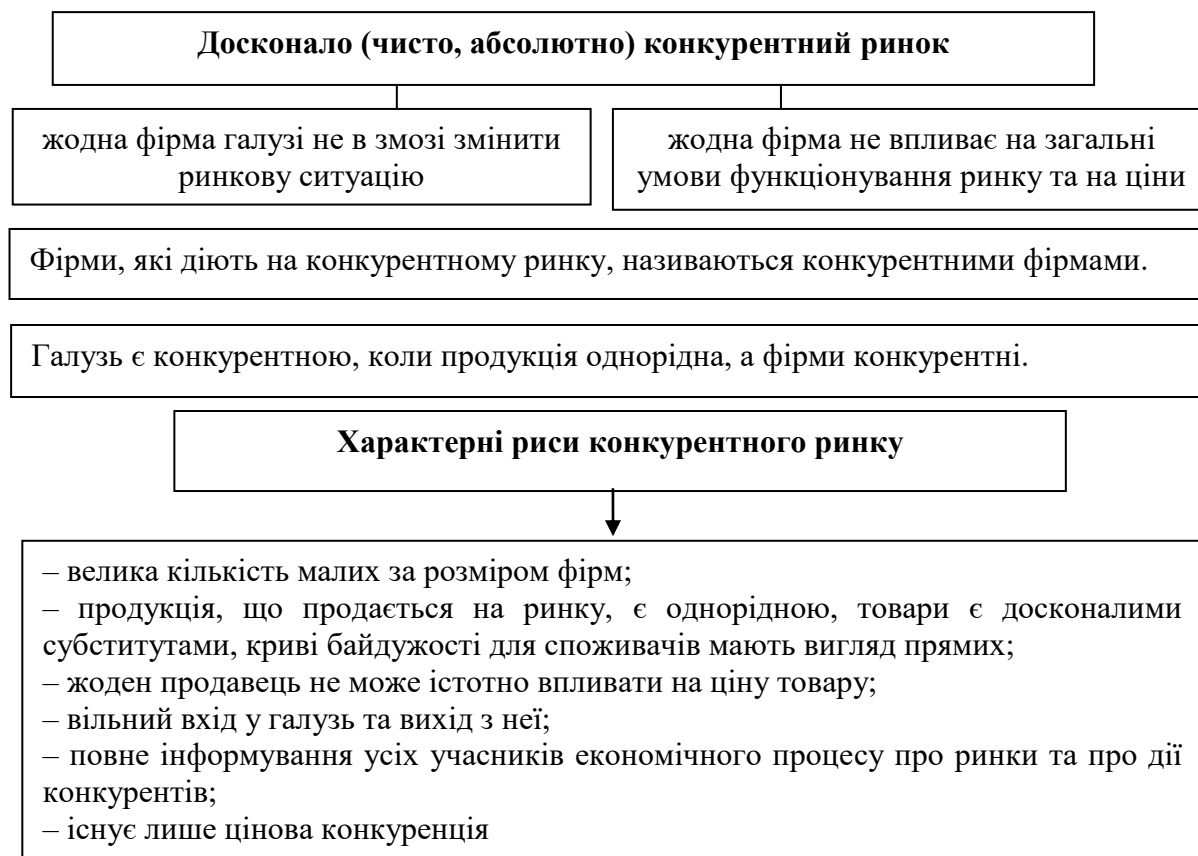 Досконало (чисто, абсолютно) конкурентний ринок
жодна фірма галузі не в змозі змінити
ринкову ситуацію
жодна фірма не впливає на загальні
умови функціонування ринку та на ціни
Фірми, які діють на конкурентному ринку, називаються конкурентними фірмами.
Галузь є конкурентною, коли продукція однорідна, а фірми конкурентні.
Характерні риси конкурентного ринку
– велика кількість малих за розміром фірм;
– продукція, що продається на ринку, є однорідною, товари є досконалими
субститутами, криві байдужості для споживачів мають вигляд прямих;
– жоден продавець не може істотно впливати на ціну товару;
– вільний вхід у галузь та вихід з неї;
– повне інформування усіх учасників економічного процесу про ринки та про дії
конкурентів;
– існує лише цінова конкуренція